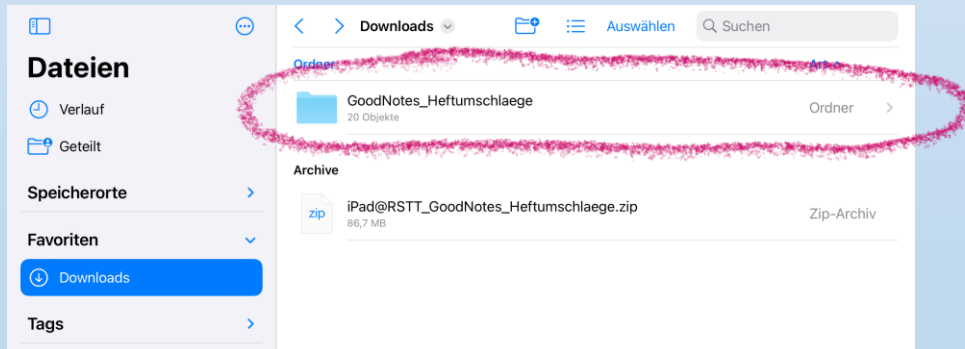 Dateien
Verlauf
Geteilt
Speicherorte
Favoriten
Downloads
Tags
Downloads
Auswählen
Suchen
Ordner
GoodNotes_Heftumschlaege
20 Objekte
Ordner
Archive
zip
iPad@RSTT_GoodNotes_Heftumschlaege.zip
86,7 MB
Zip-Archiv